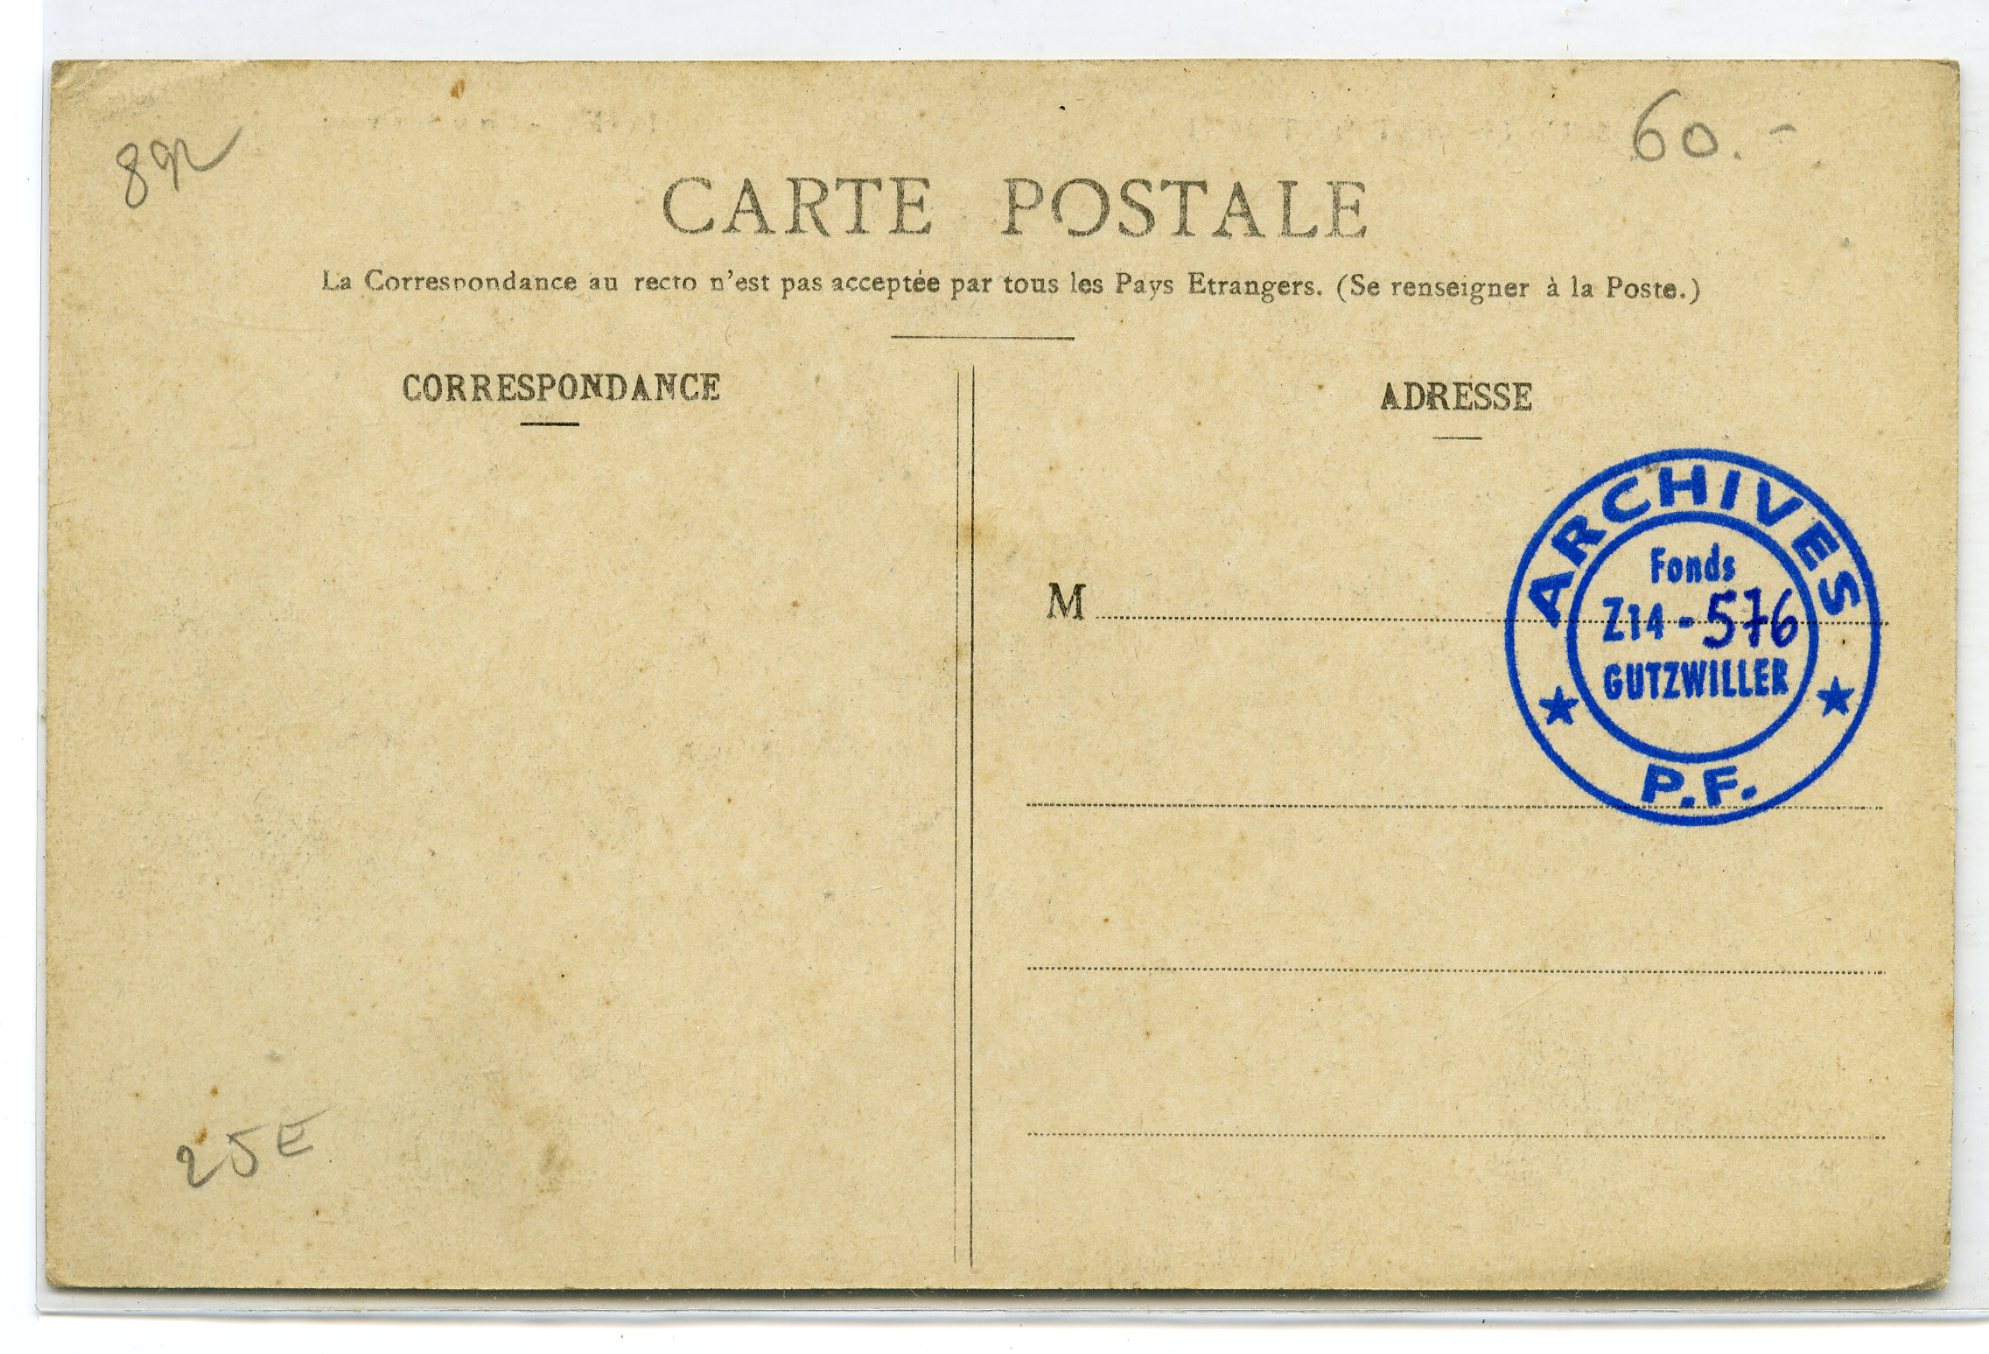 60.-
CARTE POSTALE
La Correspondance au recto n'est pas acceptée par tous les Pays Etrangers. (Se renseigner à la Poste.)
CORRESPONDANCE
ADRESSE
M
ARCHIVES
Fonds
Z14 - 576
GUTZWILLER
P.F.
25E